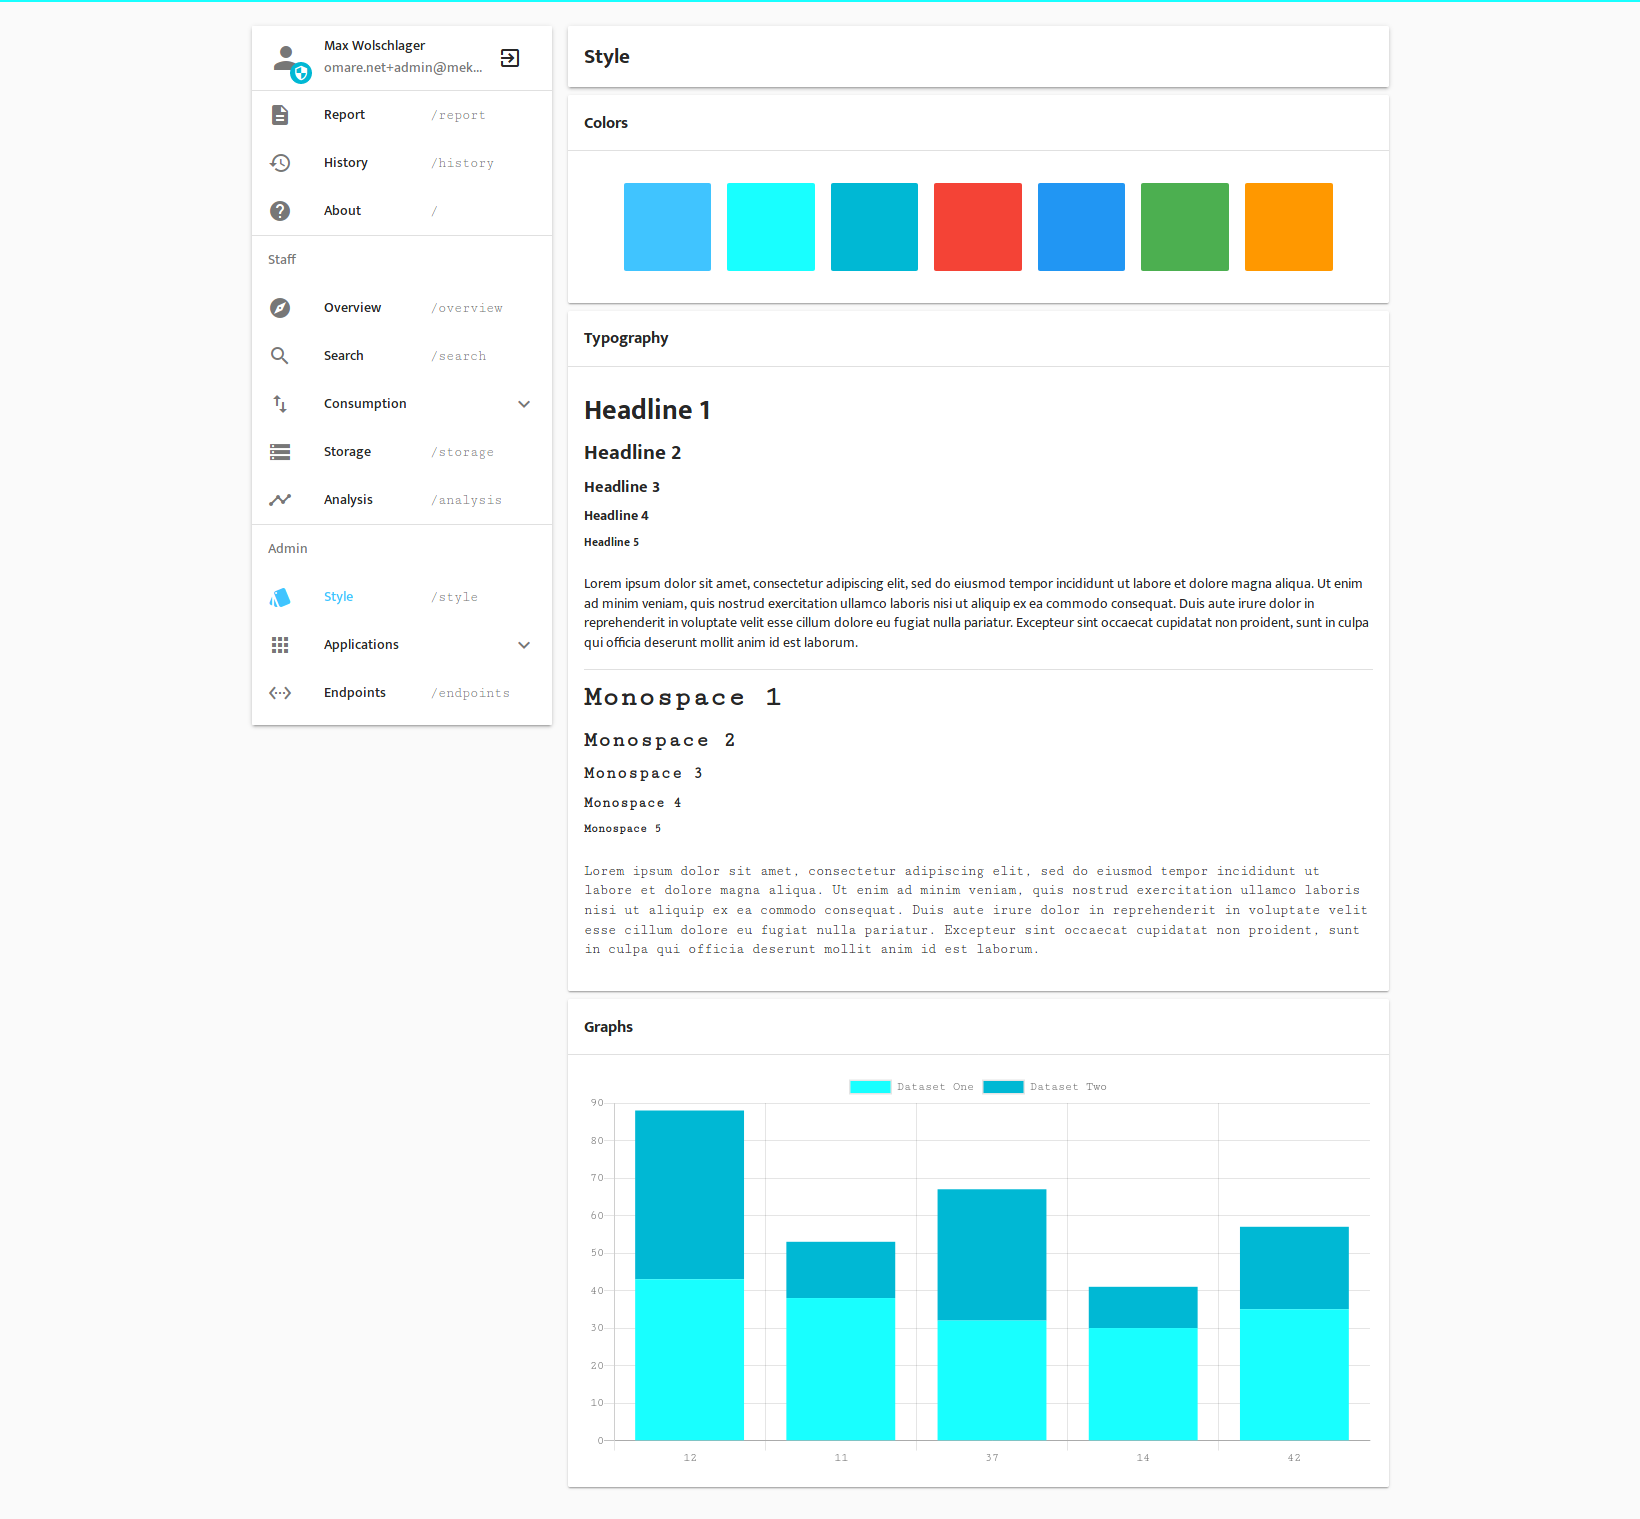 Max Wolschlager
omare.net+admin@mek...
Report /report
History /history
About /
Staff
Overview /overview
Search /search
Consumption
Storage /storage
Analysis /analysis
Admin
Style /style
Applications
Endpoints /endpoints
Style
Colors
Typography
Headline 1
Headline 2
Headline 3
Headline 4
Headline 5
Lorem ipsum dolor sit amet, consectetur adipiscing elit, sed do eiusmod tempor incididunt ut labore et dolore magna aliqua. Ut enim
ad minim veniam, quis nostrud exercitation ullamco laboris nisi ut aliquip ex ea commodo consequat. Duis aute irure dolor in
reprehenderit in voluptate velit esse cillum dolore eu fugiat nulla pariatur. Excepteur sint occaecat cupidatat non proident, sunt in culpa
qui officia deserunt mollit anim id est laborum.
Monospace 1
Monospace 2
Monospace 3
Monospace 4
Monospace 5
Lorem ipsum dolor sit amet, consectetur adipiscing elit, sed do eiusmod tempor incididunt ut
labore et dolore magna aliqua. Ut enim ad minim veniam, quis nostrud exercitation ullamco laboris
nisi ut aliquip ex ea commodo consequat. Duis aute irure dolor in reprehenderit in voluptate velit
esse cillum dolore eu fugiat nulla pariatur. Excepteur sint occaecat cupidatat non proident, sunt
in culpa qui officia deserunt mollit anim id est laborum.
Graphs
Dataset One Dataset Two
90
80
70
60
50
40
30
20
10
0
12 11 37 14 42